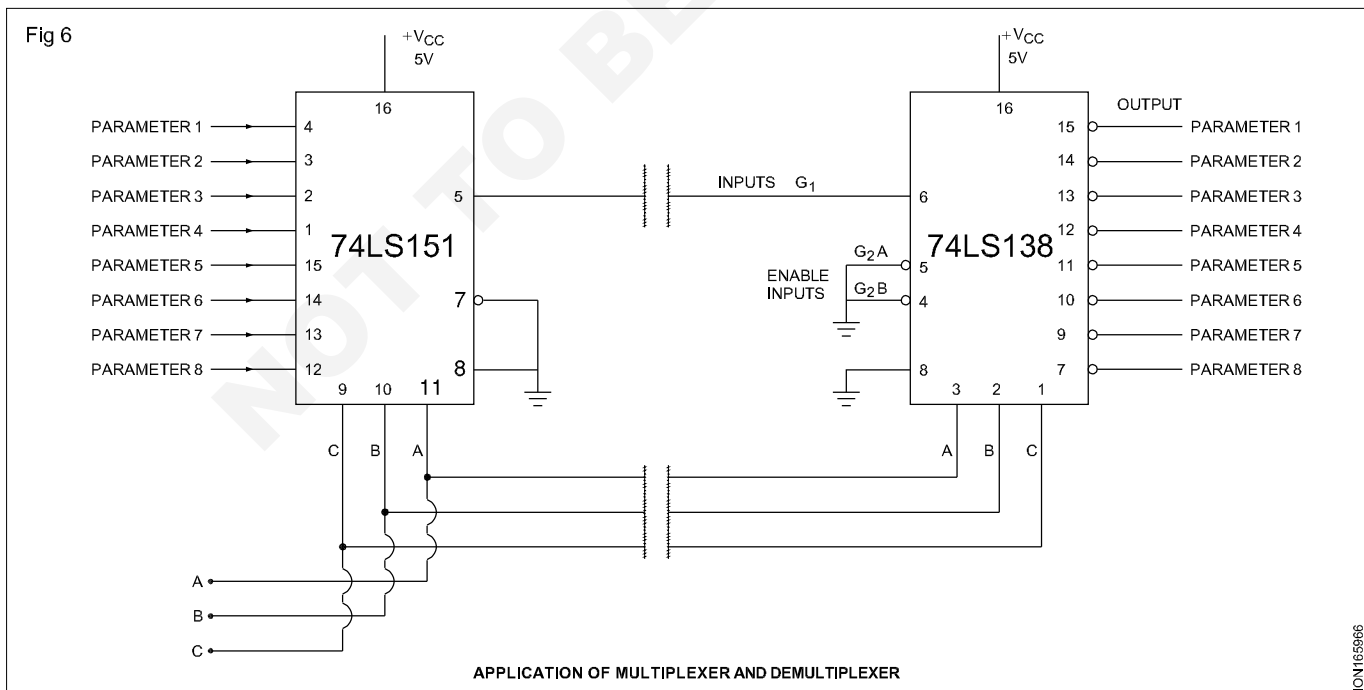 Fig 6
+VCC
5V
16
PARAMETER 1
4
PARAMETER 2
3
PARAMETER 3
2
PARAMETER 4
1
PARAMETER 5
15
PARAMETER 6
14
PARAMETER 7
13
PARAMETER 8
12
74LS151
5
7
8
9
10
11
C
B
A
INPUTS G1
G2A
ENABLE
INPUTS
G2B
+VCC
5V
16
OUTPUT
6
5
4
8
74LS138
15
PARAMETER 1
14
PARAMETER 2
13
PARAMETER 3
12
PARAMETER 4
11
PARAMETER 5
10
PARAMETER 6
9
PARAMETER 7
7
PARAMETER 8
3
2
1
A
B
C
A
B
C
APPLICATION OF MULTIPLEXER AND DEMULTIPLEXER
NOT TO BE